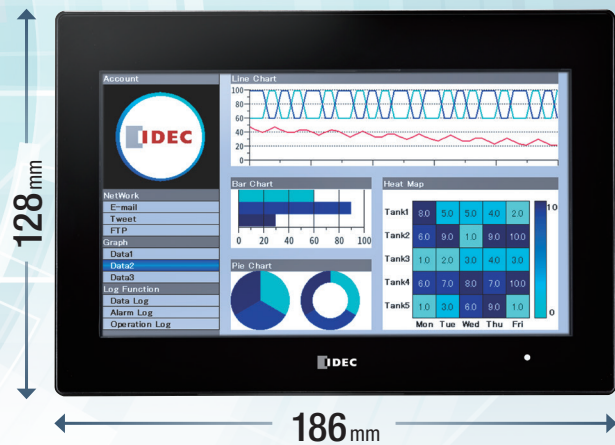 128 mm
Account
IDEC
NetWork
E-mail
Tweet
FTP
Graph
Data1
Data2
Data3
Log Function
Data Log
Alarm Log
Operation Log
Line Chart
100
80
60
40
20
0
Bar Chart
0 20 40 60 80 100
Pie Chart
Heat Map
Tank1 8.0 5.0 5.0 4.0 2.0
Tank2 6.0 9.0 1.0 9.0 10.0
Tank3 1.0 2.0 3.0 4.0 3.0
Tank4 6.0 7.0 8.0 7.0 10.0
Tank5 1.0 3.0 6.0 9.0 1.0
Mon Tue Wed Thu Fri
10
0
IDEC
186 mm